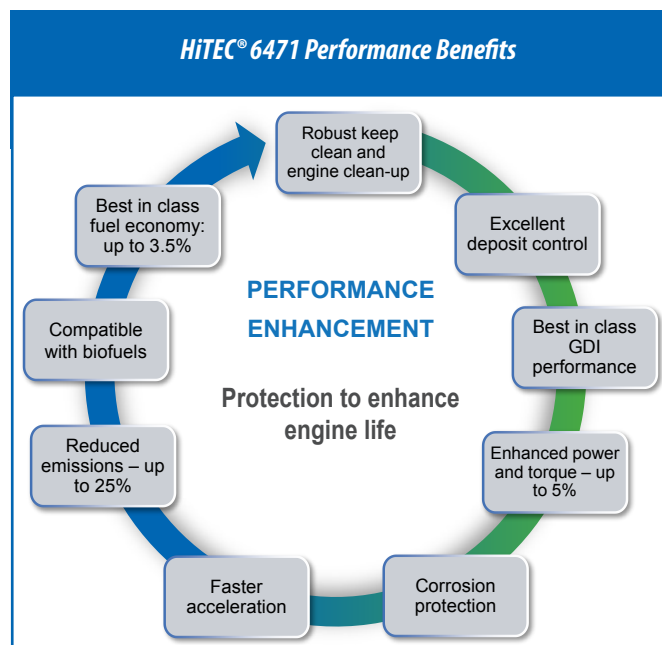 HiTEC® 6471 Performance Benefits
Robust keep
clean and
engine clean-up
Excellent
deposit control
Best in class
GDI
performance
Enhanced power
and torque – up
to 5%
Corrosion
protection
Faster
acceleration
Reduced
emissions – up
to 25%
Compatible
with biofuels
Best in class
fuel economy:
up to 3.5%
PERFORMANCE
ENHANCEMENT
Protection to enhance
engine life